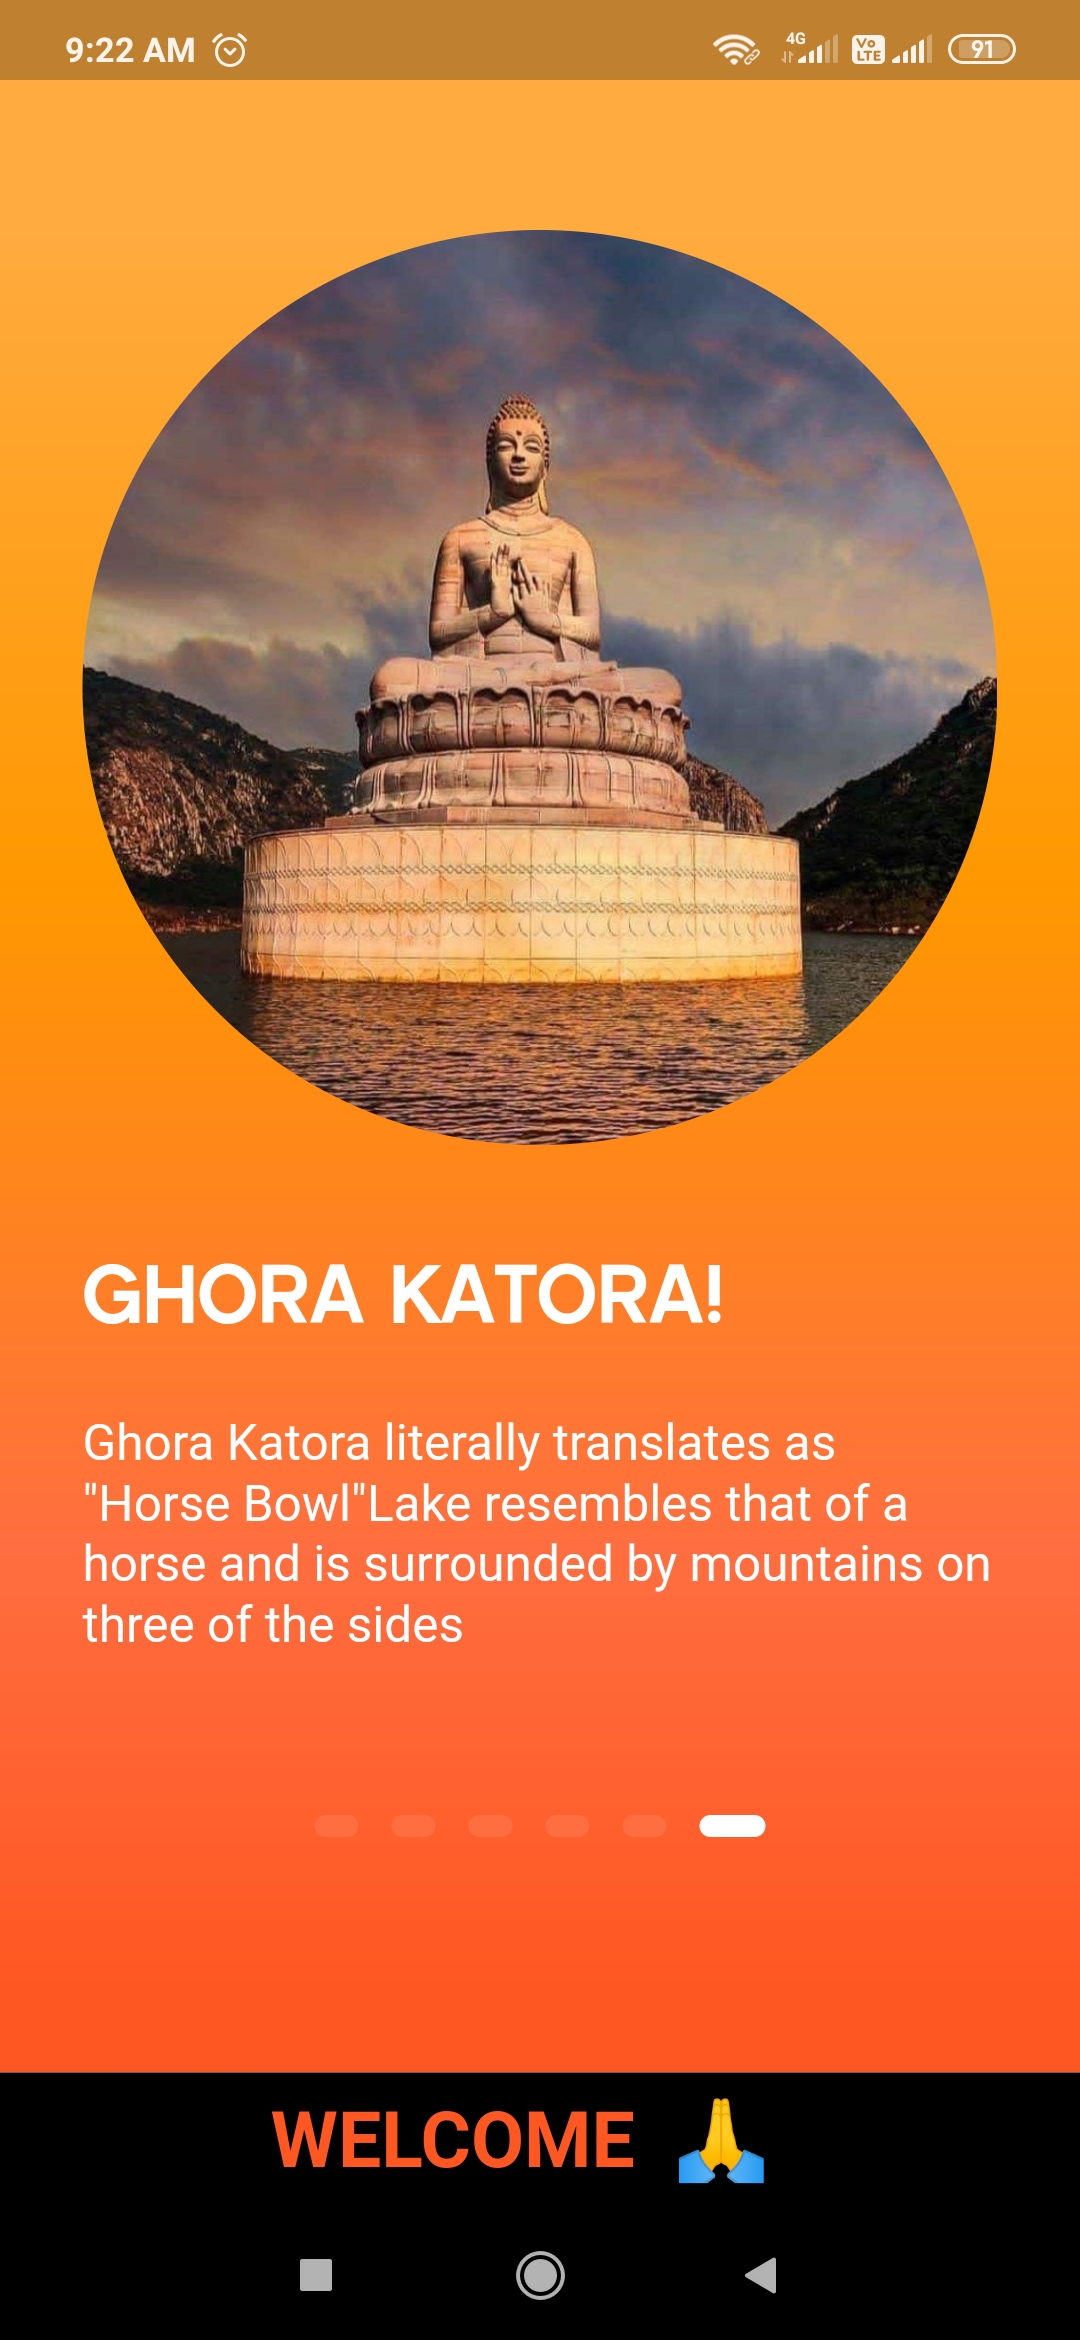 9:22 AM 4G Vo LTE 91
GHORA KATORA!
Ghora Katora literally translates as
"Horse Bowl"Lake resembles that of a
horse and is surrounded by mountains on
three of the sides
WELCOME 🙏